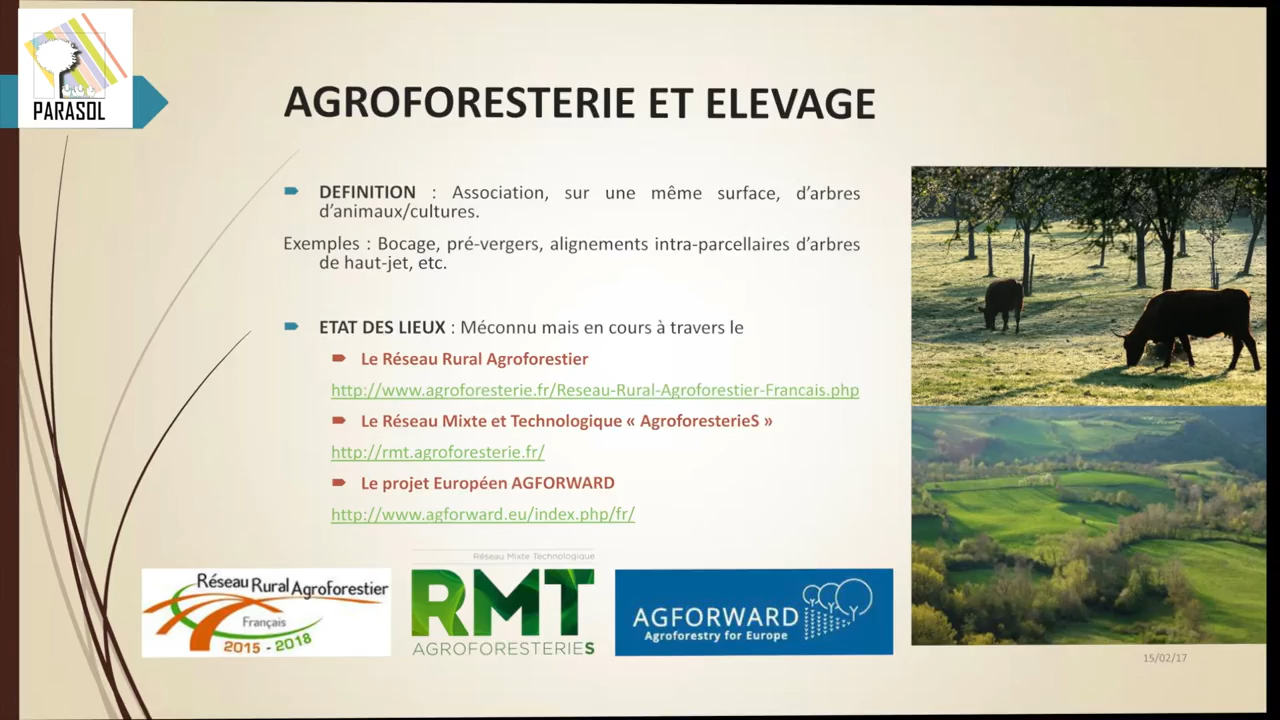 PARASOL
AGROFORESTERIE ET ELEVAGE
DEFINITION : Association, sur une même surface, d’arbres
d’animaux/cultures.
Exemples : Bocage, pré-vergers, alignements intra-parcellaires d’arbres
de haut-jet, etc.
ETAT DES LIEUX : Méconnu mais en cours à travers le
Le Réseau Rural Agroforestier
http://www.agroforesterie.fr/Reseau-Rural-Agroforestier-Francais.php
Le Réseau Mixte et Technologique « AgroforesterieS »
http://rmt.agroforesterie.fr/
Le projet Européen AGFORWARD
http://www.agforward.eu/index.php/fr/
Réseau Rural Agroforestier
Français
2015 - 2018
Réseau Mixte Technologique
RMT
AGROFORESTERIES
AGFORWARD
Agroforestry for Europe
15/02/17